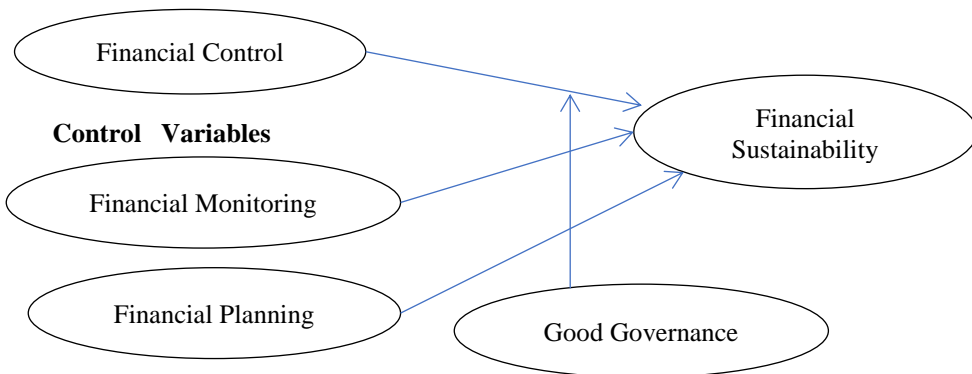 Financial Control
Control Variables
Financial Monitoring
Financial Planning
Financial
Sustainability
Good Governance